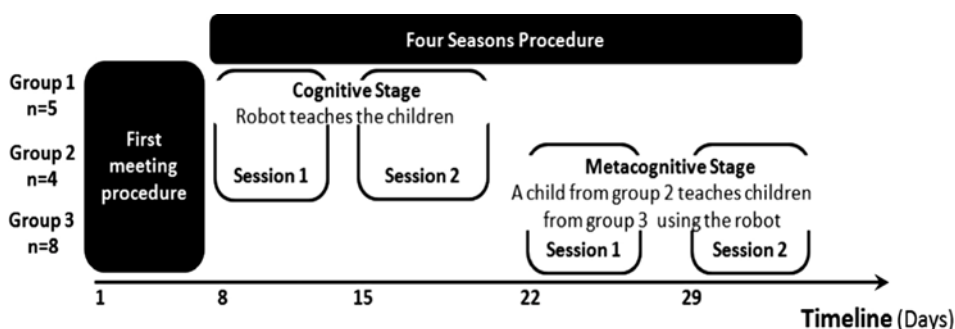 Four Seasons Procedure
Group 1
n=5
Group 2
n=4
Group 3
n=8
First
meeting
procedure
Cognitive Stage
Robot teaches the children
Session 1
Session 2
Metacognitive Stage
A child from group 2 teaches children
from group 3 using the robot
Session 1
Session 2
1
8
15
22
29
Timeline (Days)